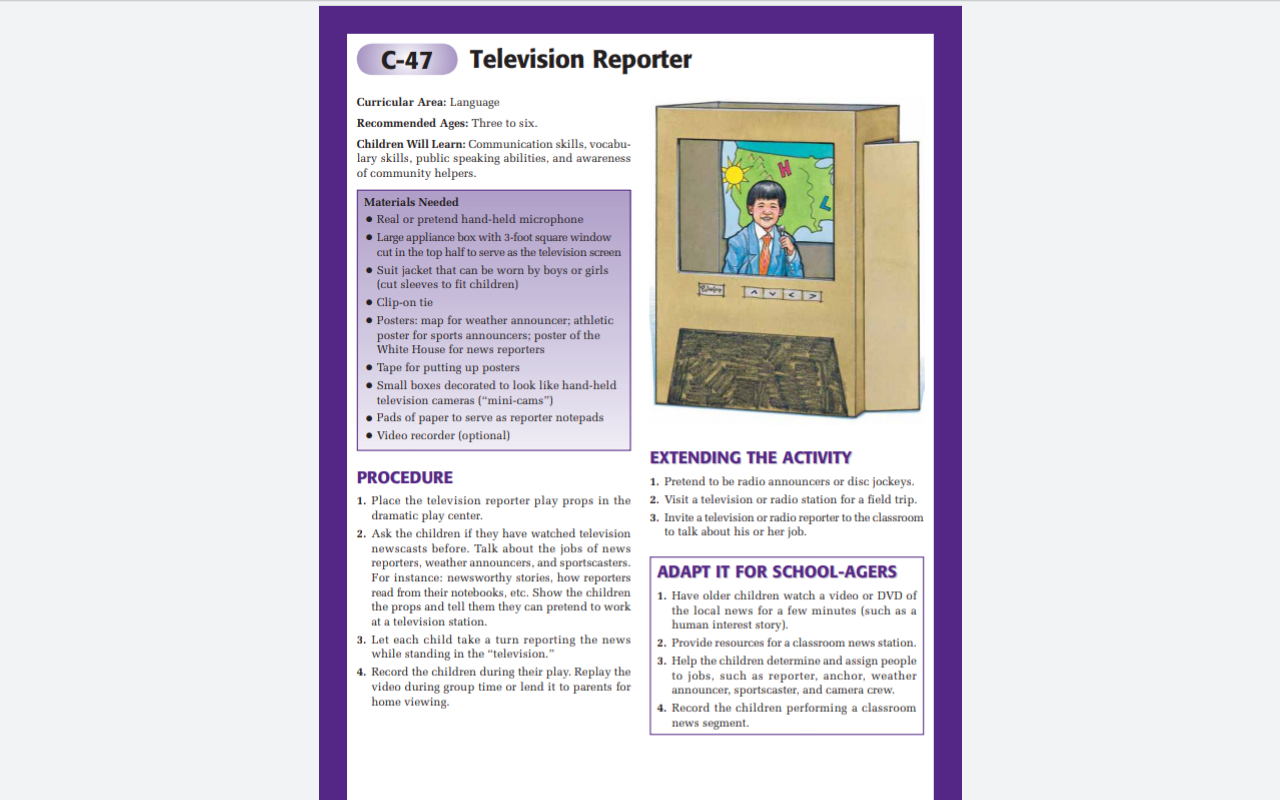 C-47 Television Reporter
Curricular Area: Language
Recommended Ages: Three to six.
Children Will Learn: Communication skills, vocabu-
lary skills, public speaking abilities, and awareness
of community helpers.
Materials Needed
● Real or pretend hand-held microphone
● Large appliance box with 3-foot square window
cut in the top half to serve as the television screen
● Suit jacket that can be worn by boys or girls
(cut sleeves to fit children)
● Clip-on tie
● Posters: map for weather announcer; athletic
poster for sports announcers; poster of the
White House for news reporters
● Tape for putting up posters
● Small boxes decorated to look like hand-held
television cameras (“mini-cams”)
● Pads of paper to serve as reporter notepads
● Video recorder (optional)
PROCEDURE
1. Place the television reporter play props in the
dramatic play center.
2. Ask the children if they have watched television
newscasts before. Talk about the jobs of news
reporters, weather announcers, and sportscasters.
For instance: newsworthy stories, how reporters
read from their notebooks, etc. Show the children
the props and tell them they can pretend to work
at a television station.
3. Let each child take a turn reporting the news
while standing in the “television.”
4. Record the children during their play. Replay the
video during group time or lend it to parents for
home viewing.
H
L
EXTENDING THE ACTIVITY
1. Pretend to be radio announcers or disc jockeys.
2. Visit a television or radio station for a field trip.
3. Invite a television or radio reporter to the classroom
to talk about his or her job.
ADAPT IT FOR SCHOOL-AGERS
1. Have older children watch a video or DVD of
the local news for a few minutes (such as a
human interest story).
2. Provide resources for a classroom news station.
3. Help the children determine and assign people
to jobs, such as reporter, anchor, weather
announcer, sportscaster, and camera crew.
4. Record the children performing a classroom
news segment.